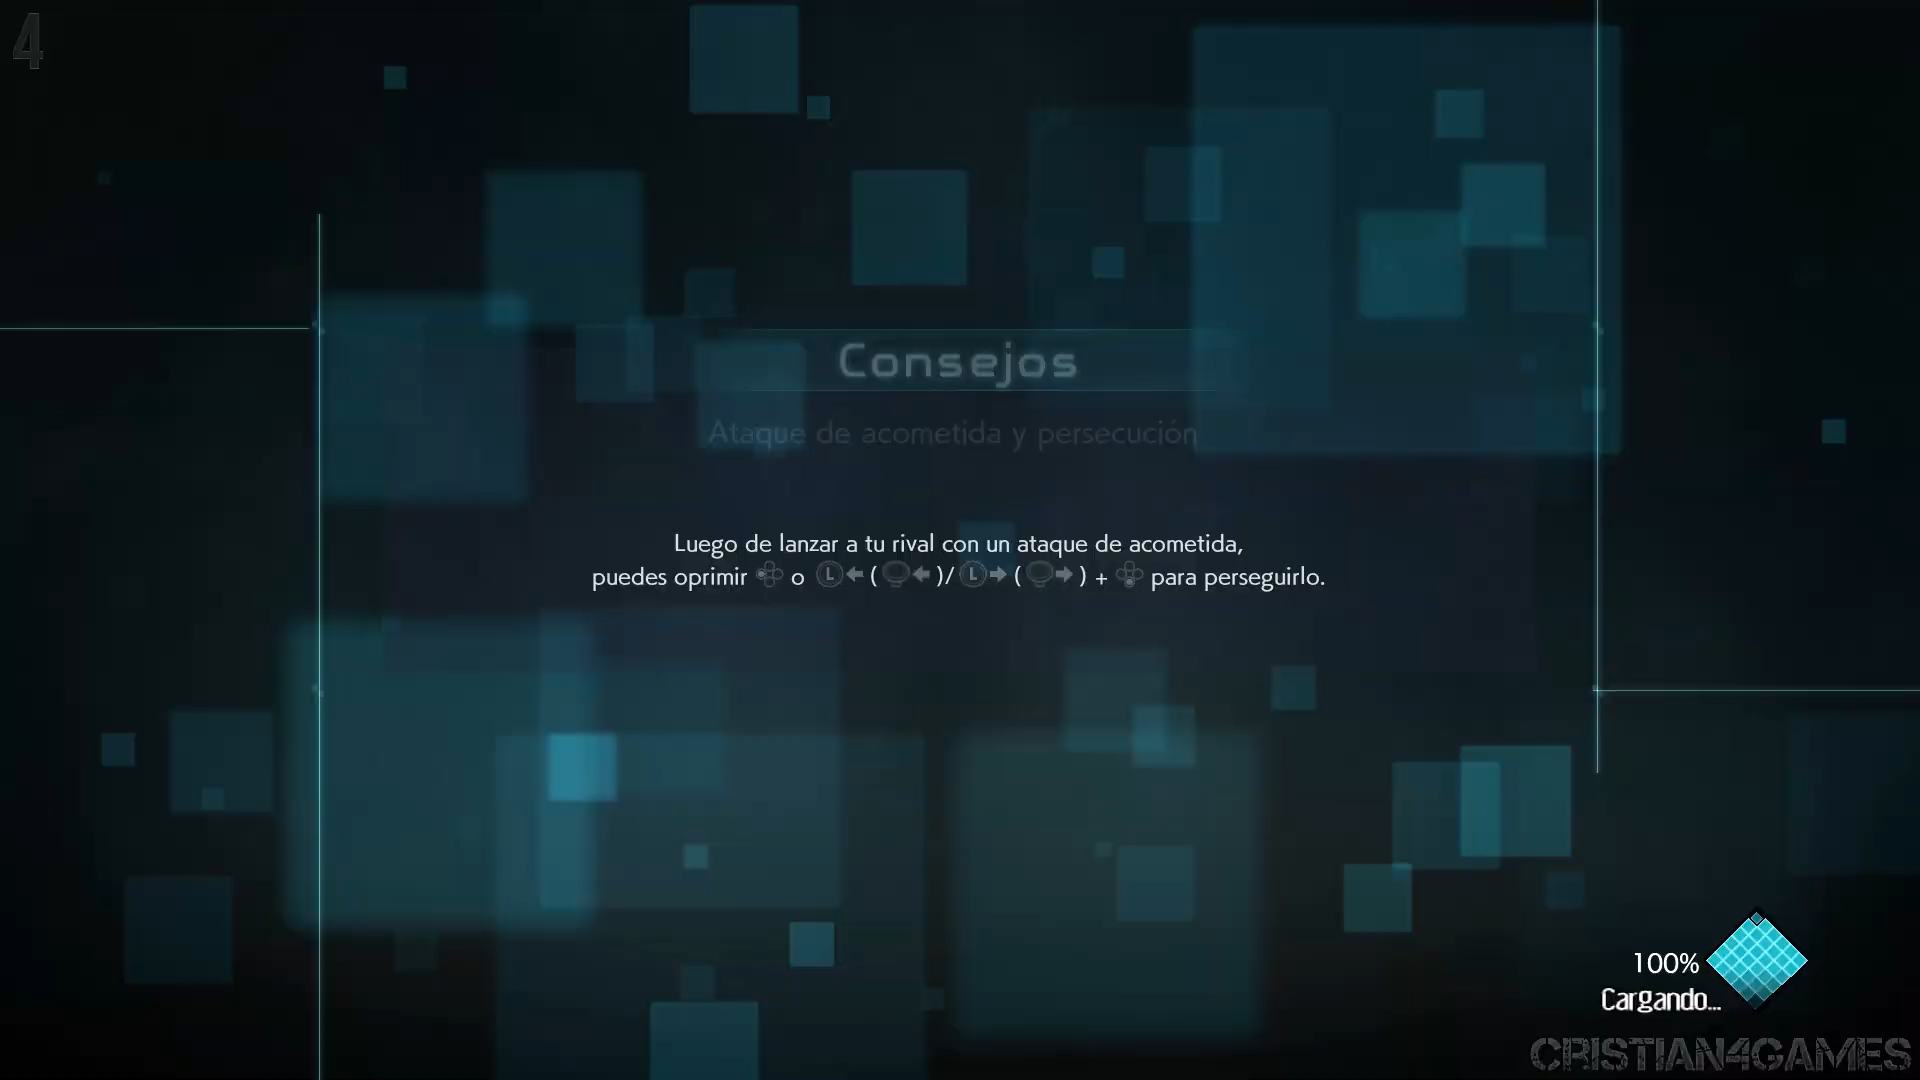 4
Consejos
Ataque de acometida y persecución
Luego de lanzar a tu rival con un ataque de acometida,
puedes oprimir o L ( )/ L ( ) + para perseguirlo.
100%
Cargando...
CRISTIAN4GAMES